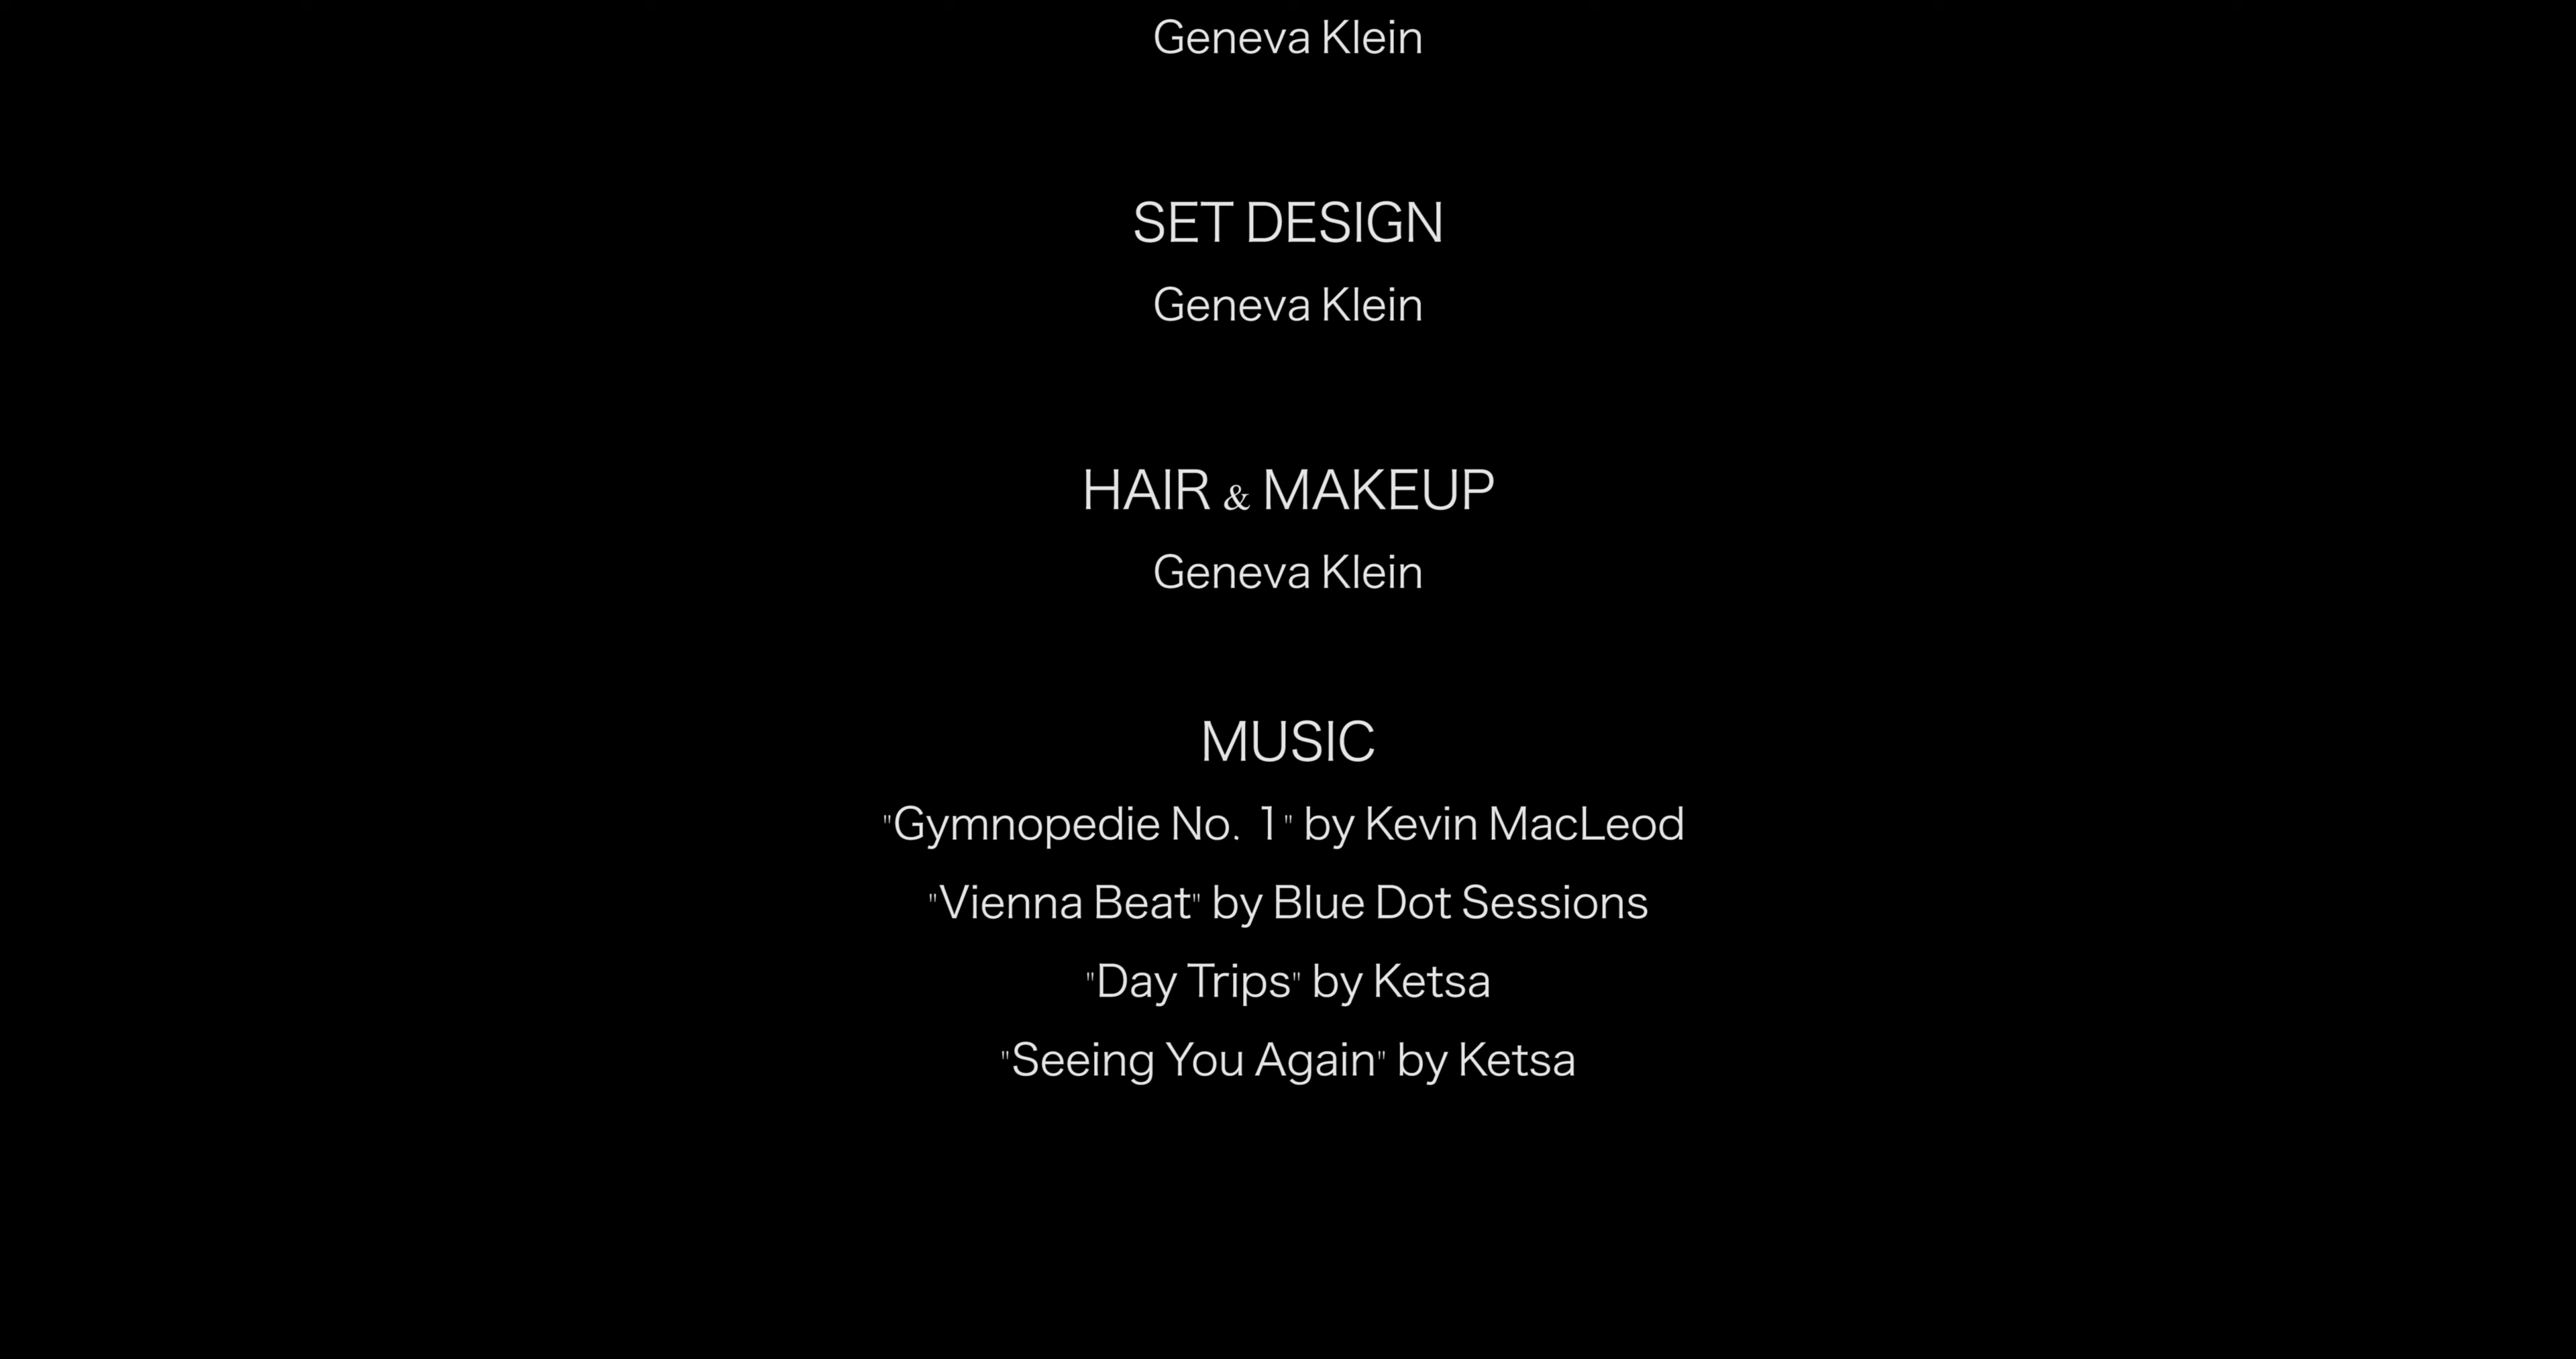 Geneva Klein
SET DESIGN
Geneva Klein
HAIR & MAKEUP
Geneva Klein
MUSIC
"Gymnopedie No. 1" by Kevin MacLeod
"Vienna Beat" by Blue Dot Sessions
"Day Trips" by Ketsa
"Seeing You Again" by Ketsa